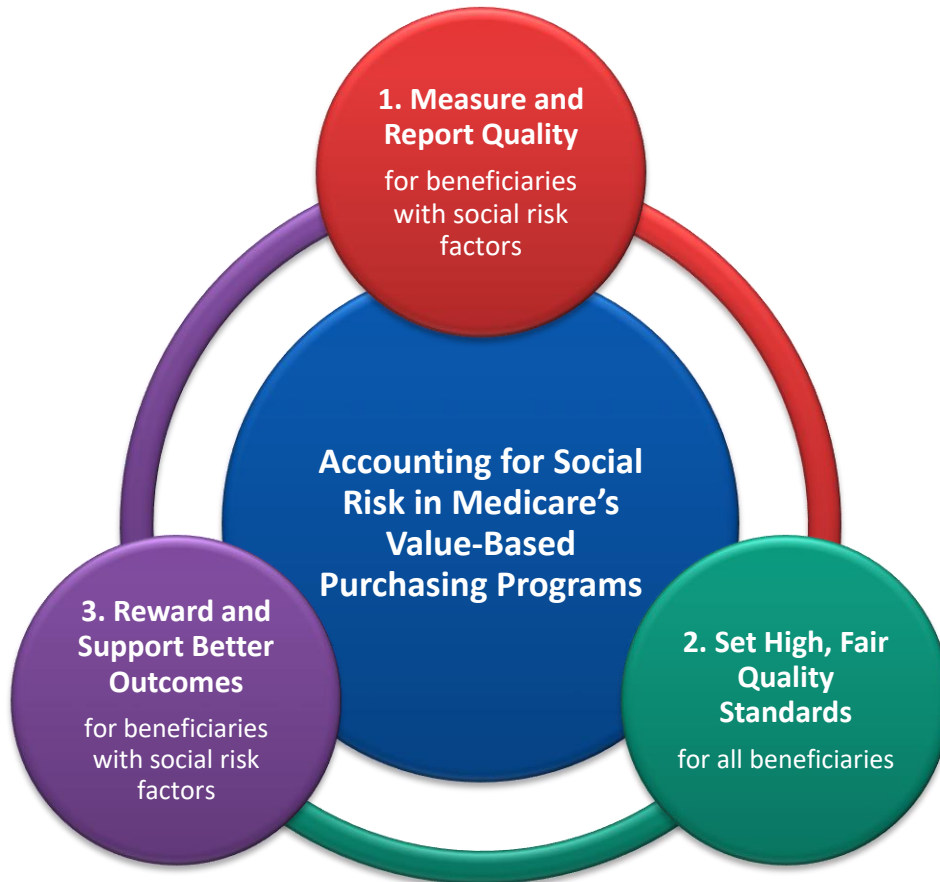 1. Measure and
Report Quality
for beneficiaries
with social risk
factors
Accounting for Social
Risk in Medicare’s
Value-Based
Purchasing Programs
2. Set High, Fair
Quality
Standards
for all beneficiaries
3. Reward and
Support Better
Outcomes
for beneficiaries
with social risk
factors